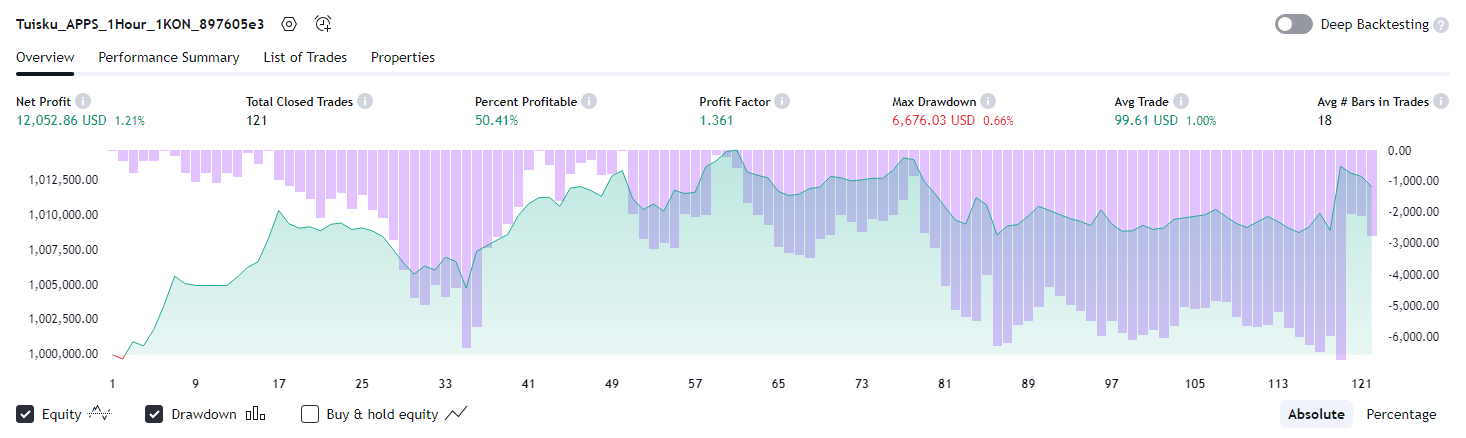 Tuisku_APPS_1Hour_1KON_897605e3
Deep Backtesting ?
Overview Performance Summary List of Trades Properties
Net Profit i Total Closed Trades i Percent Profitable i Profit Factor i Max Drawdown i Avg Trade i Avg # Bars in Trades i
12,052.86 USD 1.21% 121 50.41% 1.361 6,676.03 USD 0.66% 99.61 USD 1.00% 18
0.00
1,012,500.00 -1,000.00
1,010,000.00 -2,000.00
1,007,500.00 -3,000.00
1,005,000.00 -4,000.00
1,002,500.00 -5,000.00
1,000,000.00 -6,000.00
1 9 17 25 33 41 49 57 65 73 81 89 97 105 113 121
Equity Drawdown Buy & hold equity Absolute Percentage